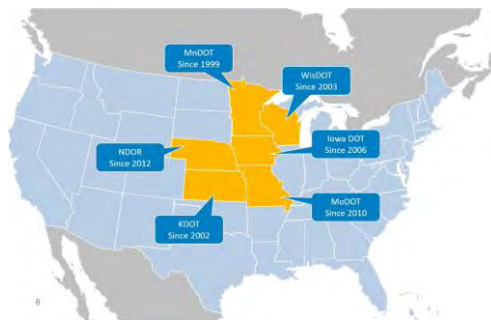 MnDOT
Since 1999
WisDOT
Since 2003
Iowa DOT
Since 2006
NDOR
Since 2012
MoDOT
Since 2010
KDOT
Since 2002
8